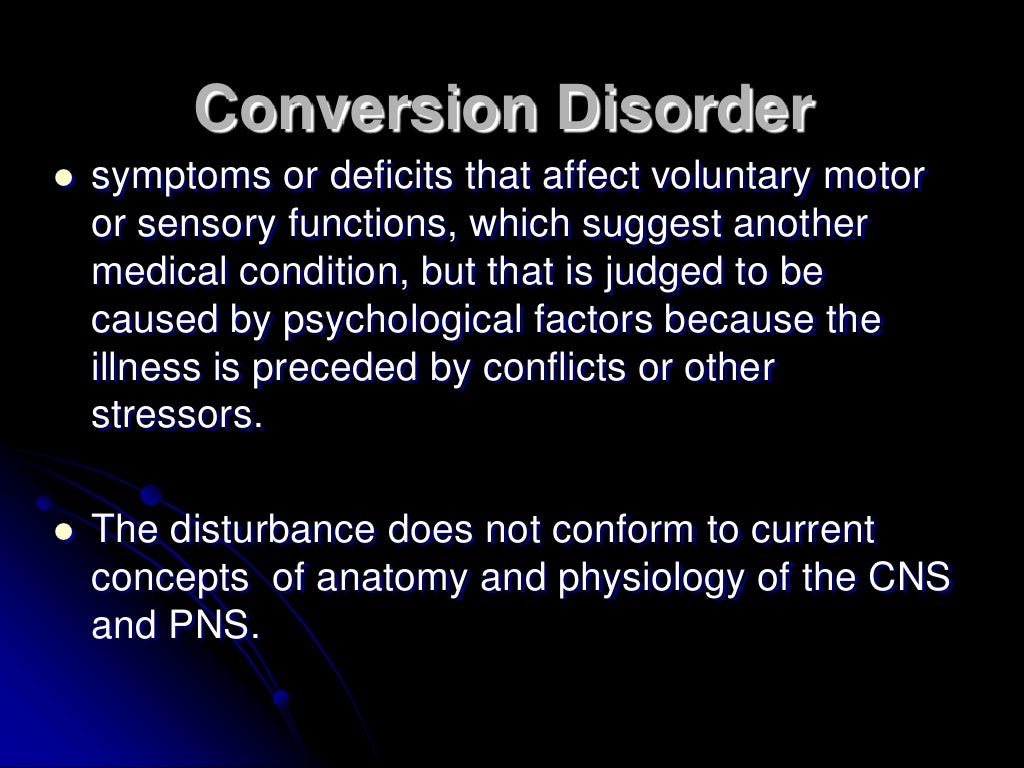 Conversion Disorder
symptoms or deficits that affect voluntary motor
or sensory functions, which suggest another
medical condition, but that is judged to be
caused by psychological factors because the
illness is preceded by conflicts or other
stressors.
The disturbance does not conform to current
concepts  of anatomy and physiology of the CNS
and PNS.